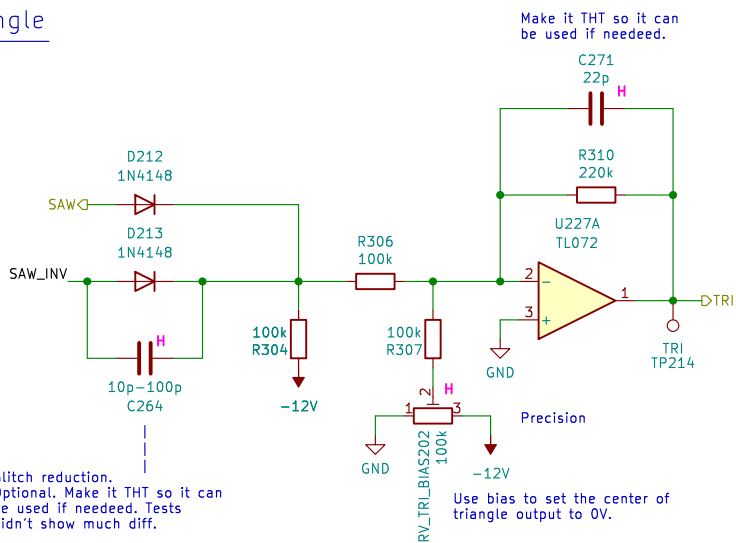 ngle
Make it THT so it can
be used if needeed.
C271
22p
H
D212
1N4148
R310
220k
SAW
D213
1N4148
U227A
TL072
R306
100k
SAW_INV
2
-
1
TRI
3
+
100k
R304
100k
R307
H
GND
TRI
TP214
10p-100p
C264
-12V
2
H
1
3
Precision
GND
RV_TRI_BIAS202
100k
-12V
litch reduction.
ptional. Make it THT so it can
e used if needeed. Tests
idn't show much diff.
Use bias to set the center of
triangle output to 0V.